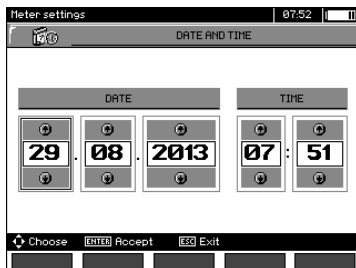 Meter settings 07:52
DATE AND TIME
DATE TIME
29 . 08 . 2013 07 : 51
Choose ENTER Accept ESC Exit